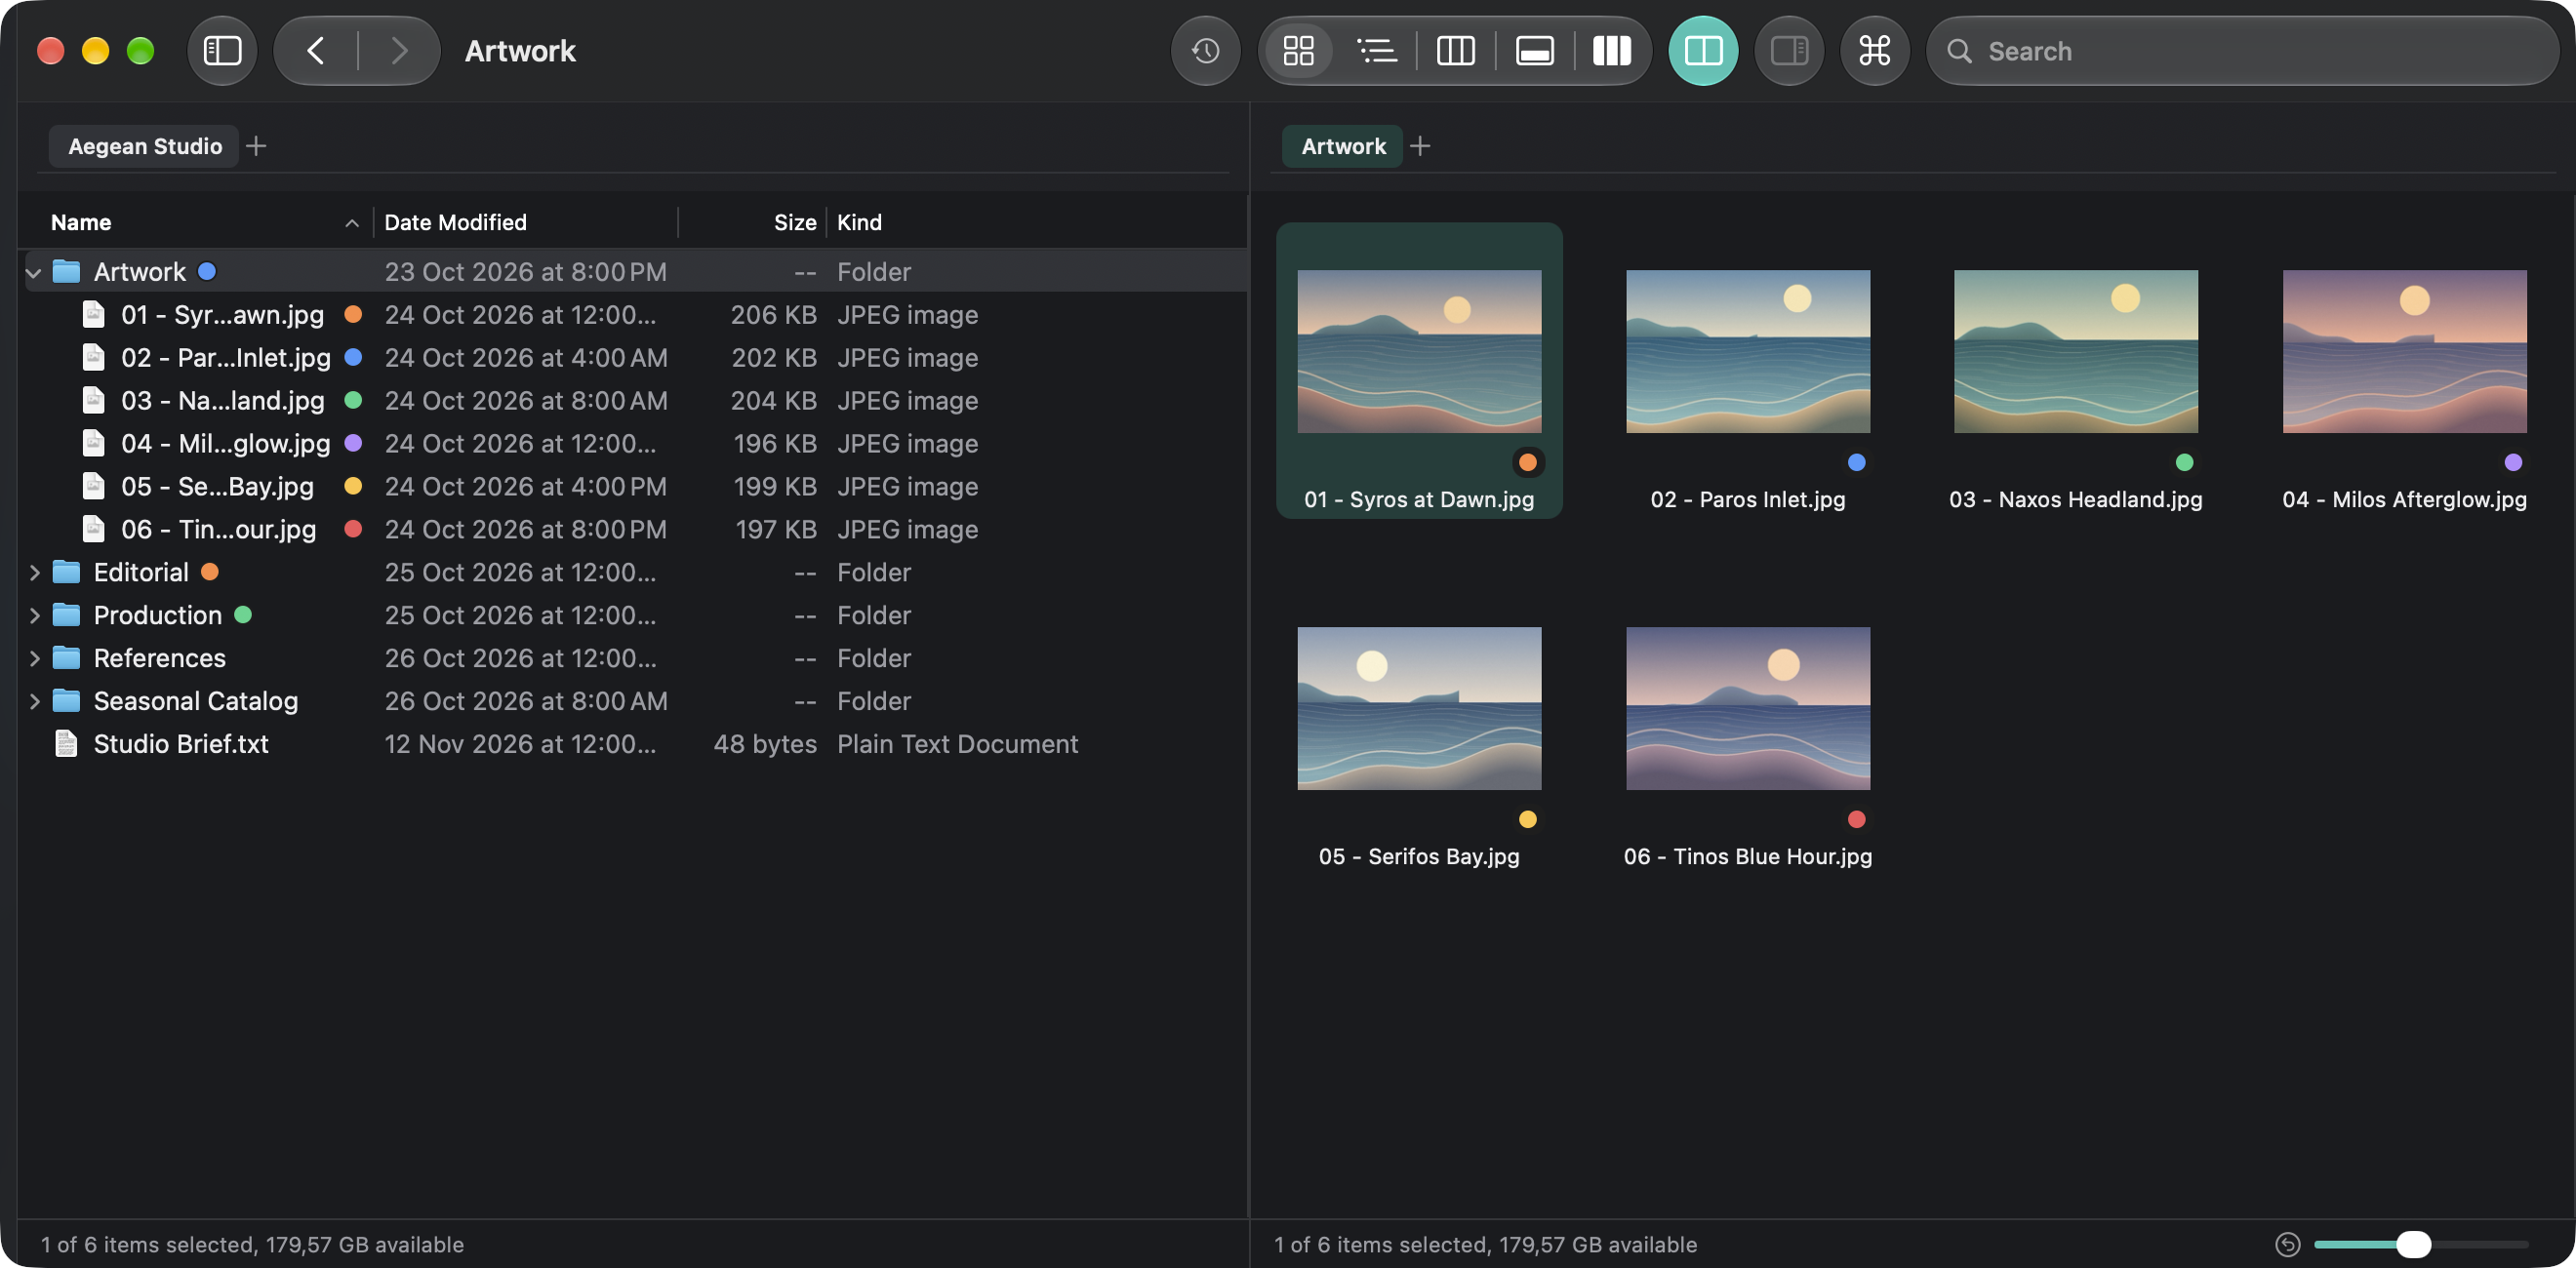 Artwork
Search
Aegean Studio
Name Date Modified Size Kind
Artwork 23 Oct 2026 at 8:00 PM -- Folder
01 - Syr...awn.jpg 24 Oct 2026 at 12:00... 206 KB JPEG image
02 - Par...Inlet.jpg 24 Oct 2026 at 4:00 AM 202 KB JPEG image
03 - Na...land.jpg 24 Oct 2026 at 8:00 AM 204 KB JPEG image
04 - Mil...glow.jpg 24 Oct 2026 at 12:00... 196 KB JPEG image
05 - Se...Bay.jpg 24 Oct 2026 at 4:00 PM 199 KB JPEG image
06 - Tin...our.jpg 24 Oct 2026 at 8:00 PM 197 KB JPEG image
Editorial 25 Oct 2026 at 12:00... -- Folder
Production 25 Oct 2026 at 12:00... -- Folder
References 26 Oct 2026 at 12:00... -- Folder
Seasonal Catalog 26 Oct 2026 at 8:00 AM -- Folder
Studio Brief.txt 12 Nov 2026 at 12:00... 48 bytes Plain Text Document
1 of 6 items selected, 179,57 GB available
Artwork
01 - Syros at Dawn.jpg
02 - Paros Inlet.jpg
03 - Naxos Headland.jpg
04 - Milos Afterglow.jpg
05 - Serifos Bay.jpg
06 - Tinos Blue Hour.jpg
1 of 6 items selected, 179,57 GB available